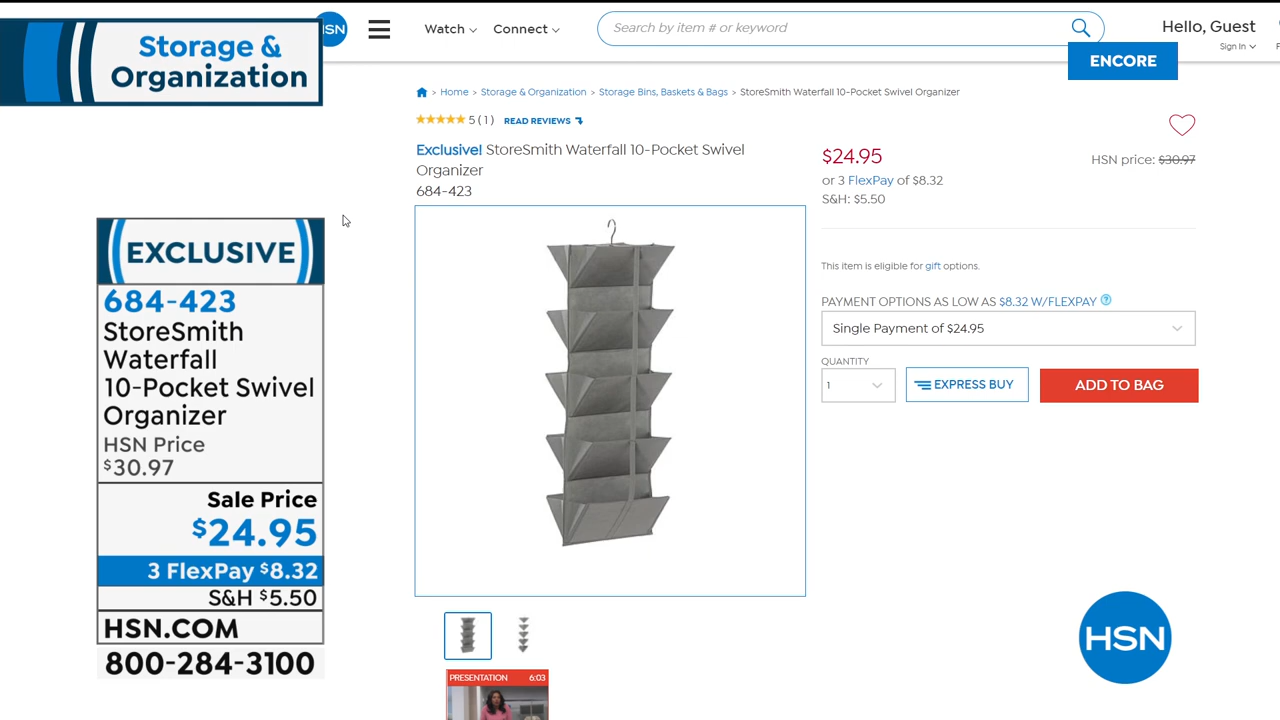 Storage &
Organization
HSN
Watch
Connect
Search by item # or keyword
Hello, Guest
Sign In
ENCORE
Home > Storage & Organization > Storage Bins, Baskets & Bags > StoreSmith Waterfall 10-Pocket Swivel Organizer
5 (1)
READ REVIEWS
Exclusive! StoreSmith Waterfall 10-Pocket Swivel
Organizer
684-423
$24.95
HSN price: $30.97
or 3 FlexPay of $8.32
S&H: $5.50
This item is eligible for gift options.
PAYMENT OPTIONS AS LOW AS $8.32 W/FLEXPAY ?
Single Payment of $24.95
QUANTITY
1
EXPRESS BUY
ADD TO BAG
EXCLUSIVE
684-423
StoreSmith
Waterfall
10-Pocket Swivel
Organizer
HSN Price
$30.97
Sale Price
$24.95
3 FlexPay $8.32
S&H $5.50
HSN.COM
800-284-3100
PRESENTATION 6:03
HSN